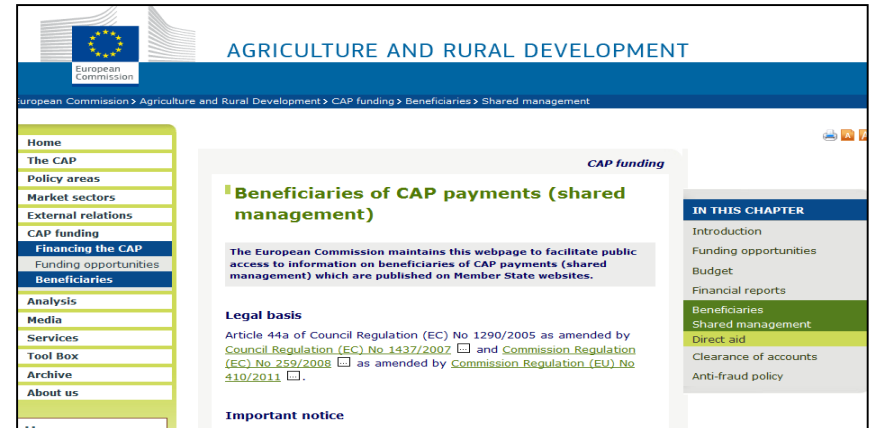 European
Commission
AGRICULTURE AND RURAL DEVELOPMENT
European Commission > Agriculture and Rural Development > CAP funding > Beneficiaries > Shared management
Home
The CAP
Policy areas
Market sectors
External relations
CAP funding
Financing the CAP
Funding opportunities
Beneficiaries
Analysis
Media
Services
Tool Box
Archive
About us
A
CAP funding
Beneficiaries of CAP payments (shared
management)
The European Commission maintains this webpage to facilitate public
access to information on beneficiaries of CAP payments (shared
management) which are published on Member State websites.
Legal basis
Article 44a of Council Regulation (EC) No 1290/2005 as amended by
Council Regulation (EC) No 1437/2007 ... and Commission Regulation
(EC) No 259/2008 ... as amended by Commission Regulation (EU) No
410/2011 ... .
Important notice
IN THIS CHAPTER
Introduction
Funding opportunities
Budget
Financial reports
Beneficiaries
Shared management
Direct aid
Clearance of accounts
Anti-fraud policy